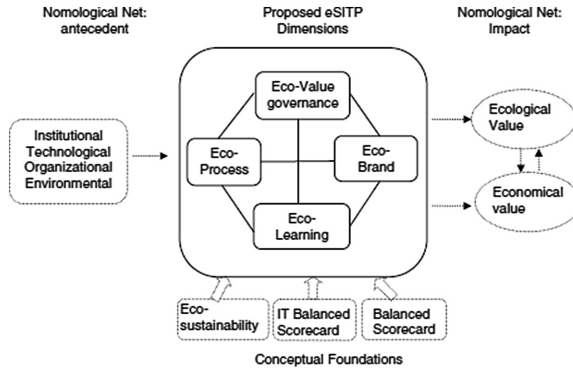 Nomological Net:
antecedent
Proposed eSITP
Dimensions
Nomological Net:
Impact
Institutional
Technological
Organizational
Environmental
Eco-Value
governance
Eco-
Process
Eco-
Brand
Eco-
Learning
Ecological
Value
Economical
value
Eco-
sustainability
IT Balanced
Scorecard
Balanced
Scorecard
Conceptual Foundations